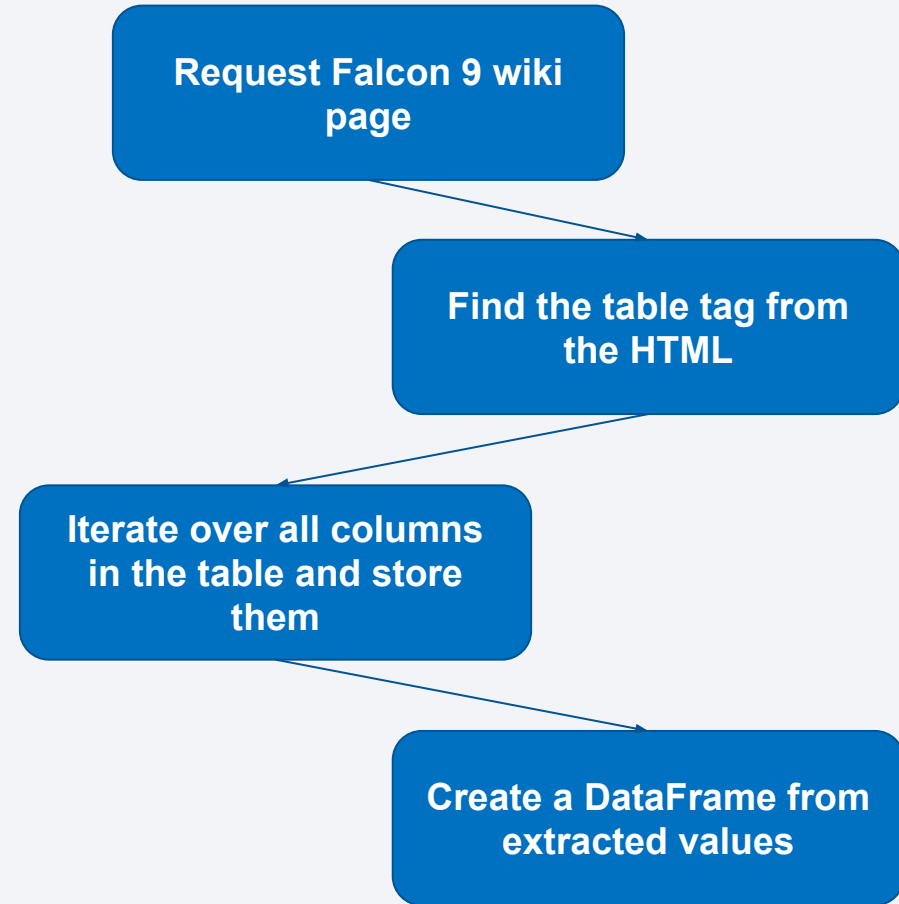 Request Falcon 9 wiki
page
Find the table tag from
the HTML
Iterate over all columns
in the table and store
them
Create a DataFrame from
extracted values